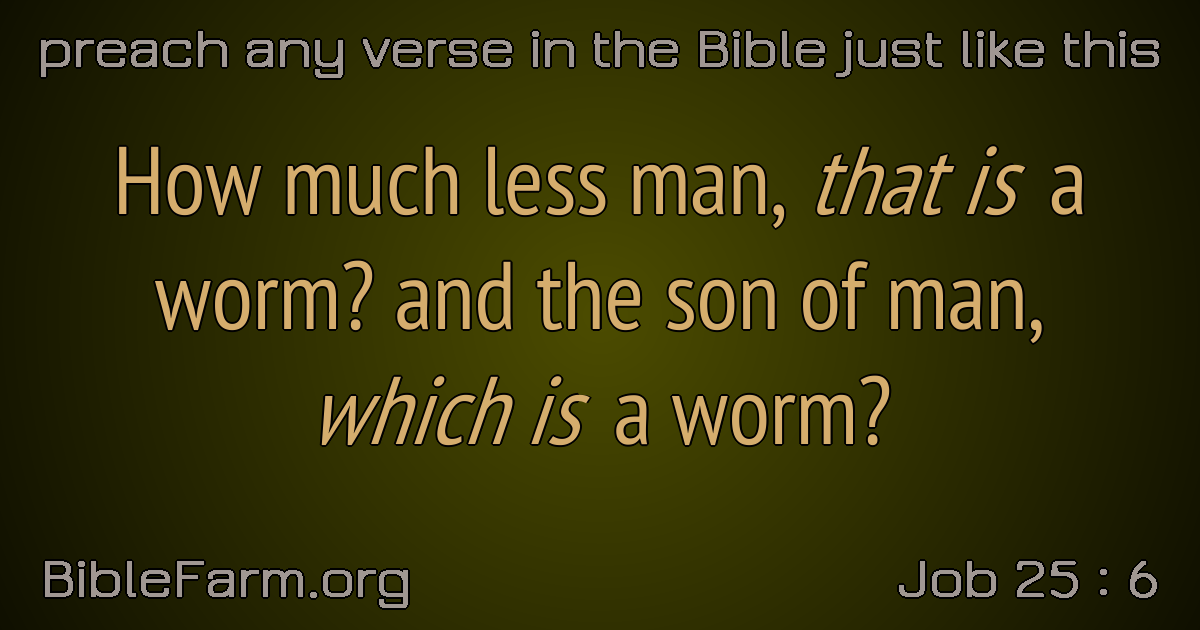 preach any verse in the Bible just like this
How much less man, that is a
worm? and the son of man,
which is a worm?
BibleFarm.org
Job 25 : 6